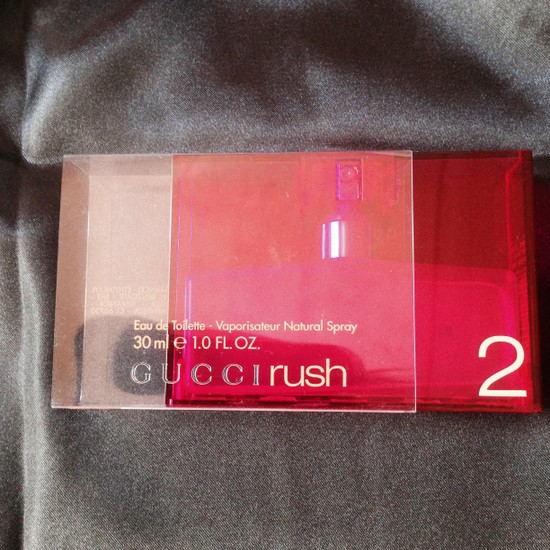 Eau de Toilette - Vaporisateur Natural Spray
30 ml ℮ 1.0 FL.OZ.
GUCCI rush
2